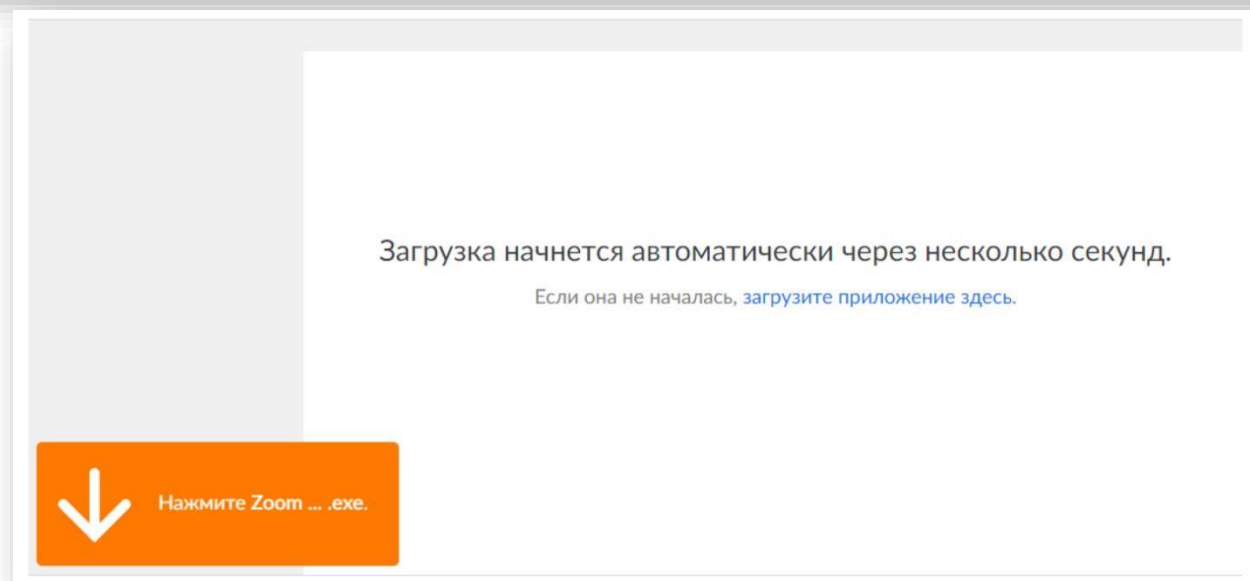 Загрузка начнется автоматически через несколько секунд.
Если она не началась, загрузите приложение здесь.
Нажмите Zoom ... .exe.